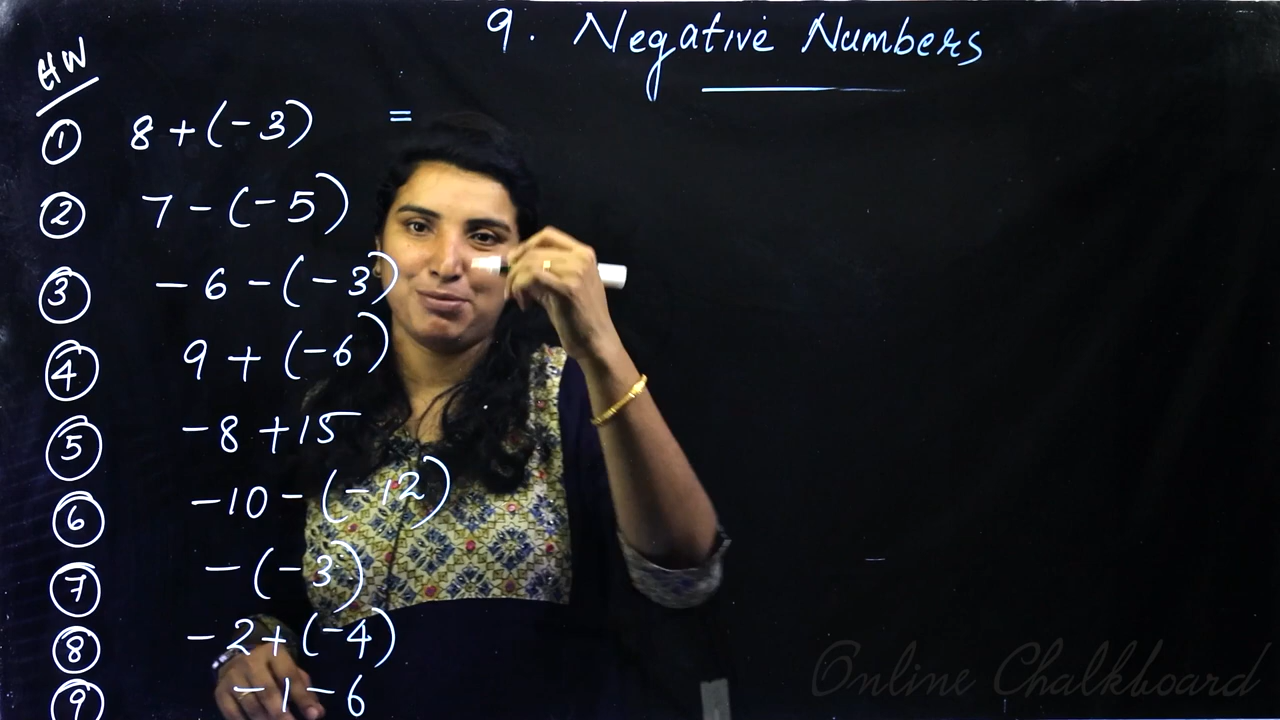 9. Negative Numbers
HW
1 8 + (-3) =
2 7 - (-5)
3 - 6 - (-3)
4 9 + (-6)
5 -8 +15
6 -10 - (-12)
7 - (-3)
8 - 2 + (-4)
9 - 1 - 6
Online Chalkboard